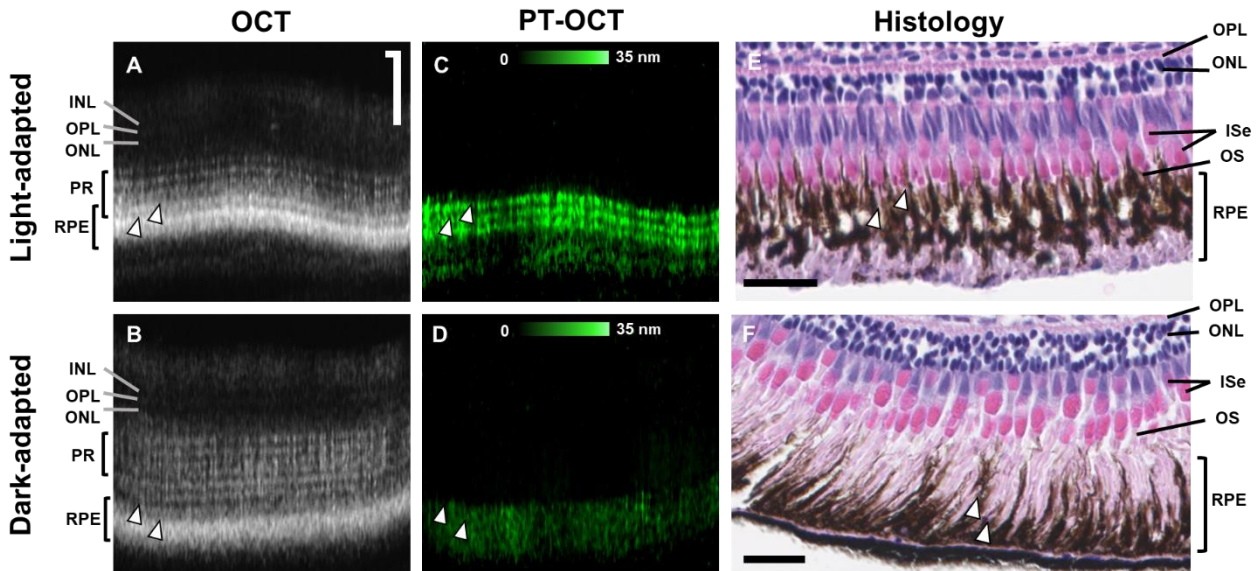 OCT
PT-OCT
Histology
Light-adapted
A
INL
OPL
ONL
PR
RPE
C
0
35 nm
E
OPL
ONL
ISe
OS
RPE
Dark-adapted
B
INL
OPL
ONL
PR
RPE
D
0
35 nm
F
OPL
ONL
ISe
OS
RPE